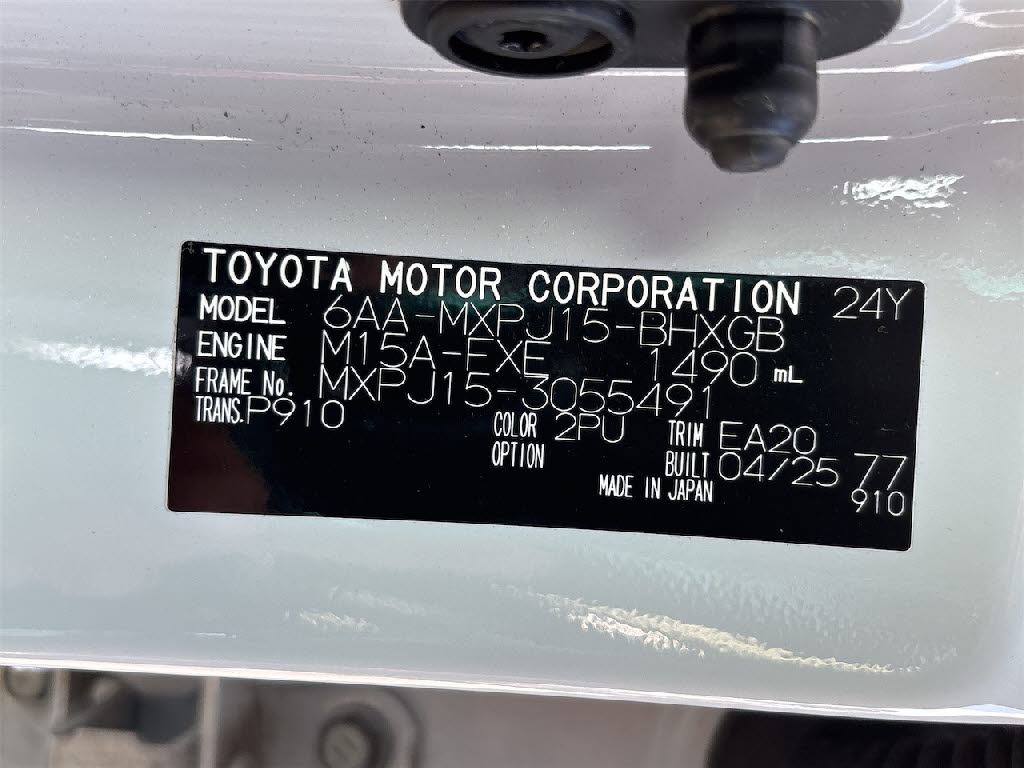 TOYOTA MOTOR CORPORATION 24Y
MODEL 6AA-MXPJ15-BHXGB
ENGINE M15A-FXE 1490 mL
FRAME No. MXPJ15-3055491
TRANS. P910 COLOR 2PU TRIM EA20
OPTION BUILT 04/25 77
MADE IN JAPAN 910